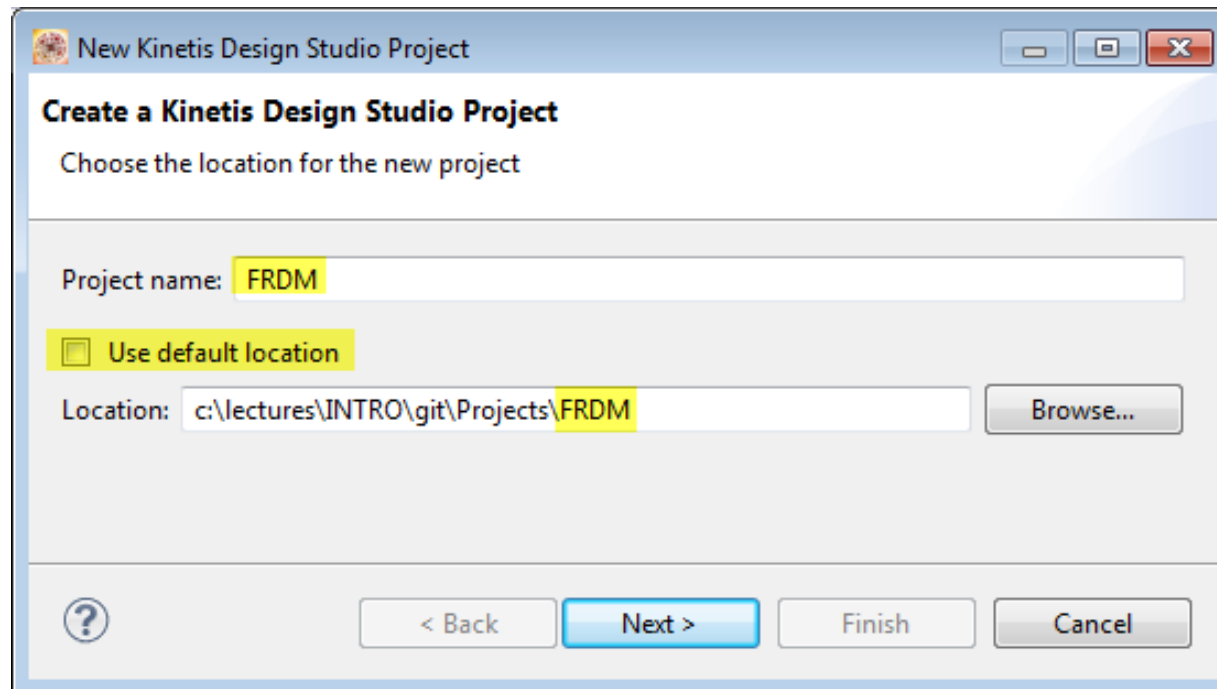 New Kinetis Design Studio Project
Create a Kinetis Design Studio Project
Choose the location for the new project
Project name: FRDM
Use default location
Location: c:\lectures\INTRO\git\Projects\FRDM Browse...
? < Back Next > Finish Cancel